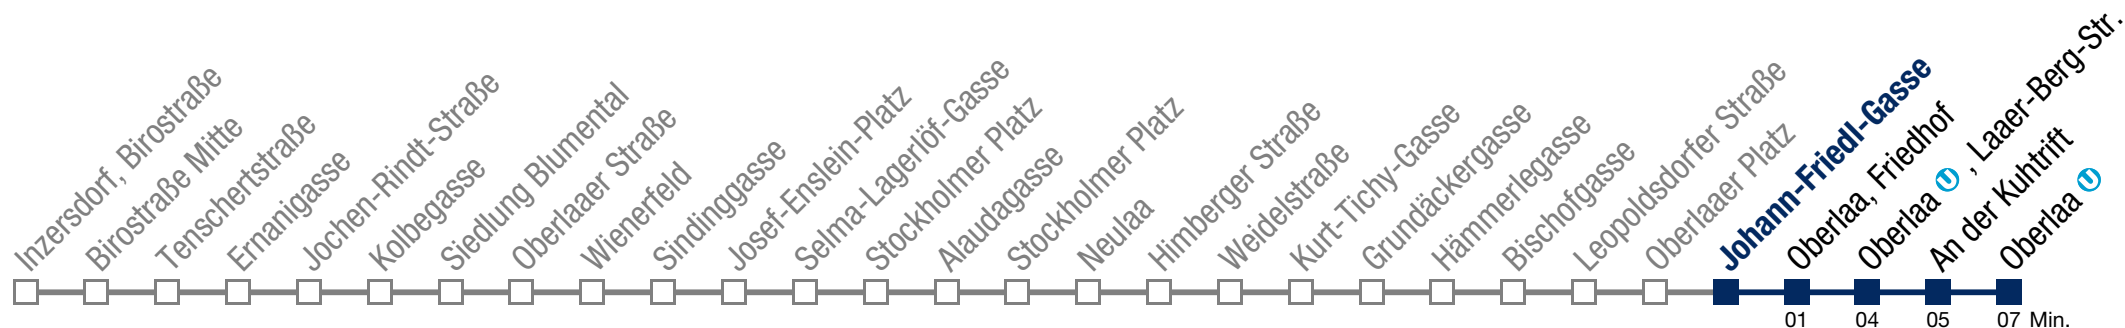 Inzersdorf, Birostraße
Birostraße Mitte
Tenschertstraße
Ernanigasse
Jochen-Rindt-Straße
Kolbegasse
Siedlung Blumental
Oberlaaer Straße
Wienerfeld
Sindinggasse
Josef-Enslein-Platz
Selma-Lagerlöf-Gasse
Stockholmer Platz
Alaudagasse
Stockholmer Platz
Neulaa
Himberger Straße
Weidelstraße
Kurt-Tichy-Gasse
Grundäckergasse
Hämmerlegasse
Bischofgasse
Leopoldsdorfer Straße
Oberlaaer Platz
Johann-Friedl-Gasse
Oberlaa, Friedhof
Oberlaa U , Laaer-Berg-Str.
An der Kuhtrift
Oberlaa U
01 04 05 07 Min.